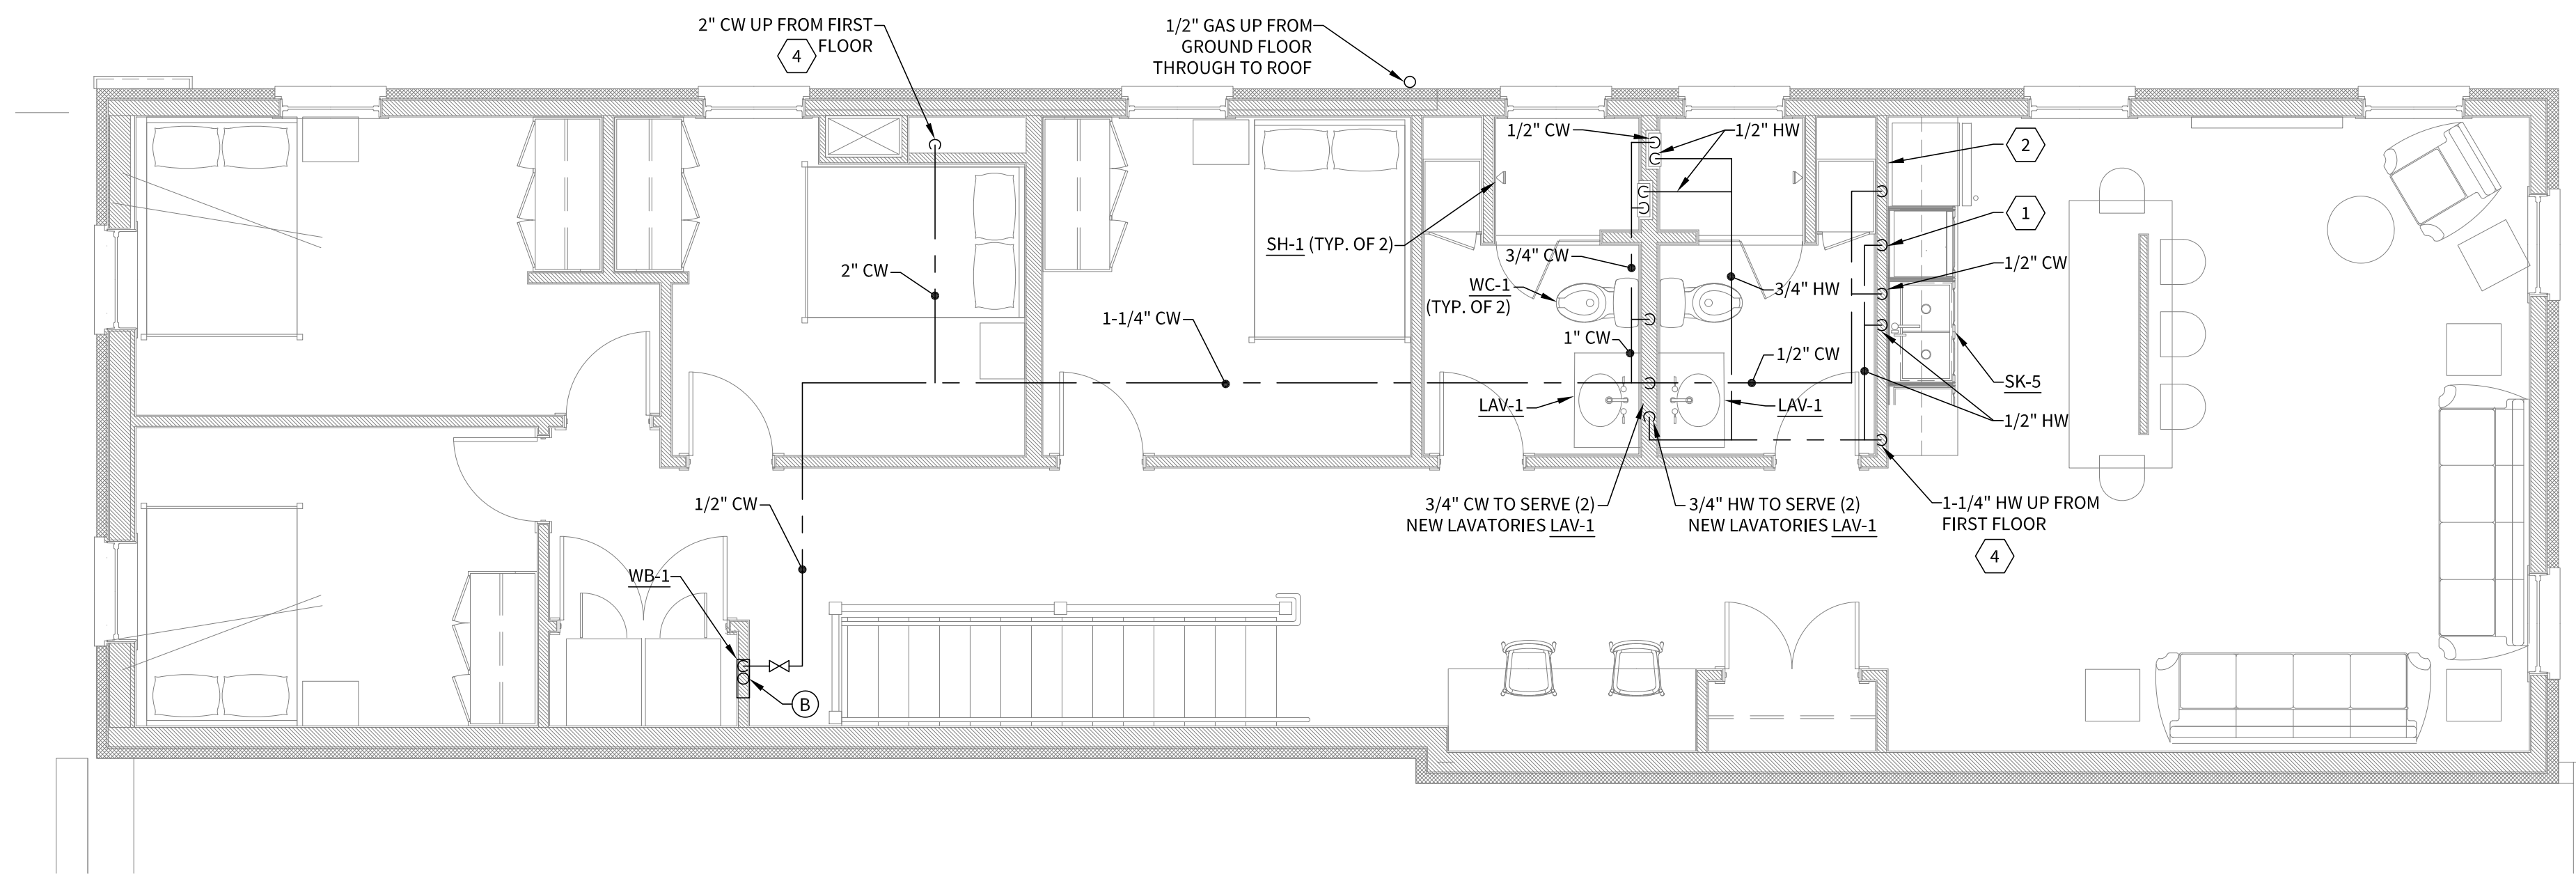 2" CW UP FROM FIRST
FLOOR
4
1/2" GAS UP FROM
GROUND FLOOR
THROUGH TO ROOF
1/2" CW
1/2" HW
2
1
SH-1 (TYP. OF 2)
3/4" CW
2" CW
1/2" CW
WC-1
(TYP. OF 2)
3/4" HW
1-1/4" CW
1" CW
1/2" CW
SK-5
LAV-1
LAV-1
1/2" HW
1/2" CW
3/4" CW TO SERVE (2)
NEW LAVATORIES LAV-1
3/4" HW TO SERVE (2)
NEW LAVATORIES LAV-1
1-1/4" HW UP FROM
FIRST FLOOR
4
WB-1
B